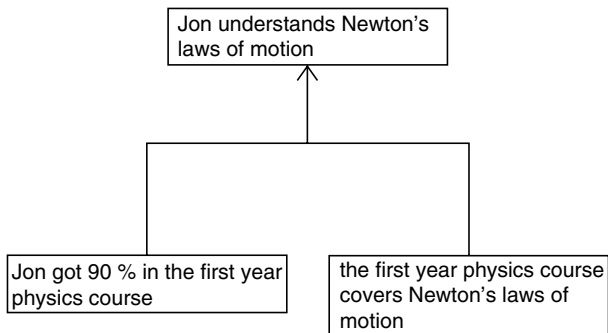 Jon understands Newton's
laws of motion
Jon got 90 % in the first year
physics course
the first year physics course
covers Newton's laws of
motion